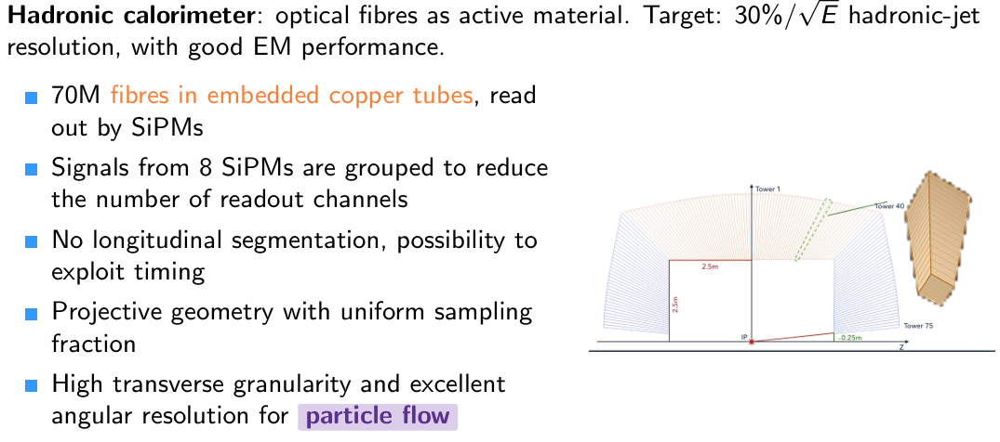 Hadronic calorimeter: optical fibres as active material. Target: 30%/√E hadronic-jet
resolution, with good EM performance.
70M fibres in embedded copper tubes, read
out by SiPMs
Signals from 8 SiPMs are grouped to reduce
the number of readout channels
No longitudinal segmentation, possibility to
exploit timing
Projective geometry with uniform sampling
fraction
High transverse granularity and excellent
angular resolution for particle flow
Tower 1
Tower 40
2.5m
2.5m
IP
~0.25m
Tower 75
Z